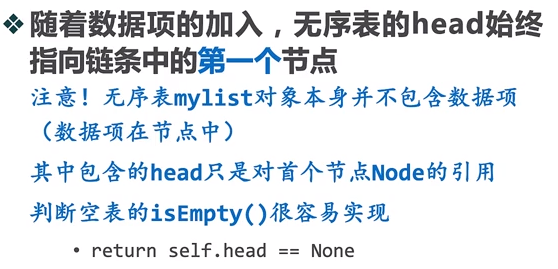 ❖随着数据项的加入，无序表的head始终
指向链条中的第一个节点
注意！无序表mylist对象本身并不包含数据项
（数据项在节点中）
其中包含的head只是对首个节点Node的引用
判断空表的isEmpty()很容易实现
• return self.head == None